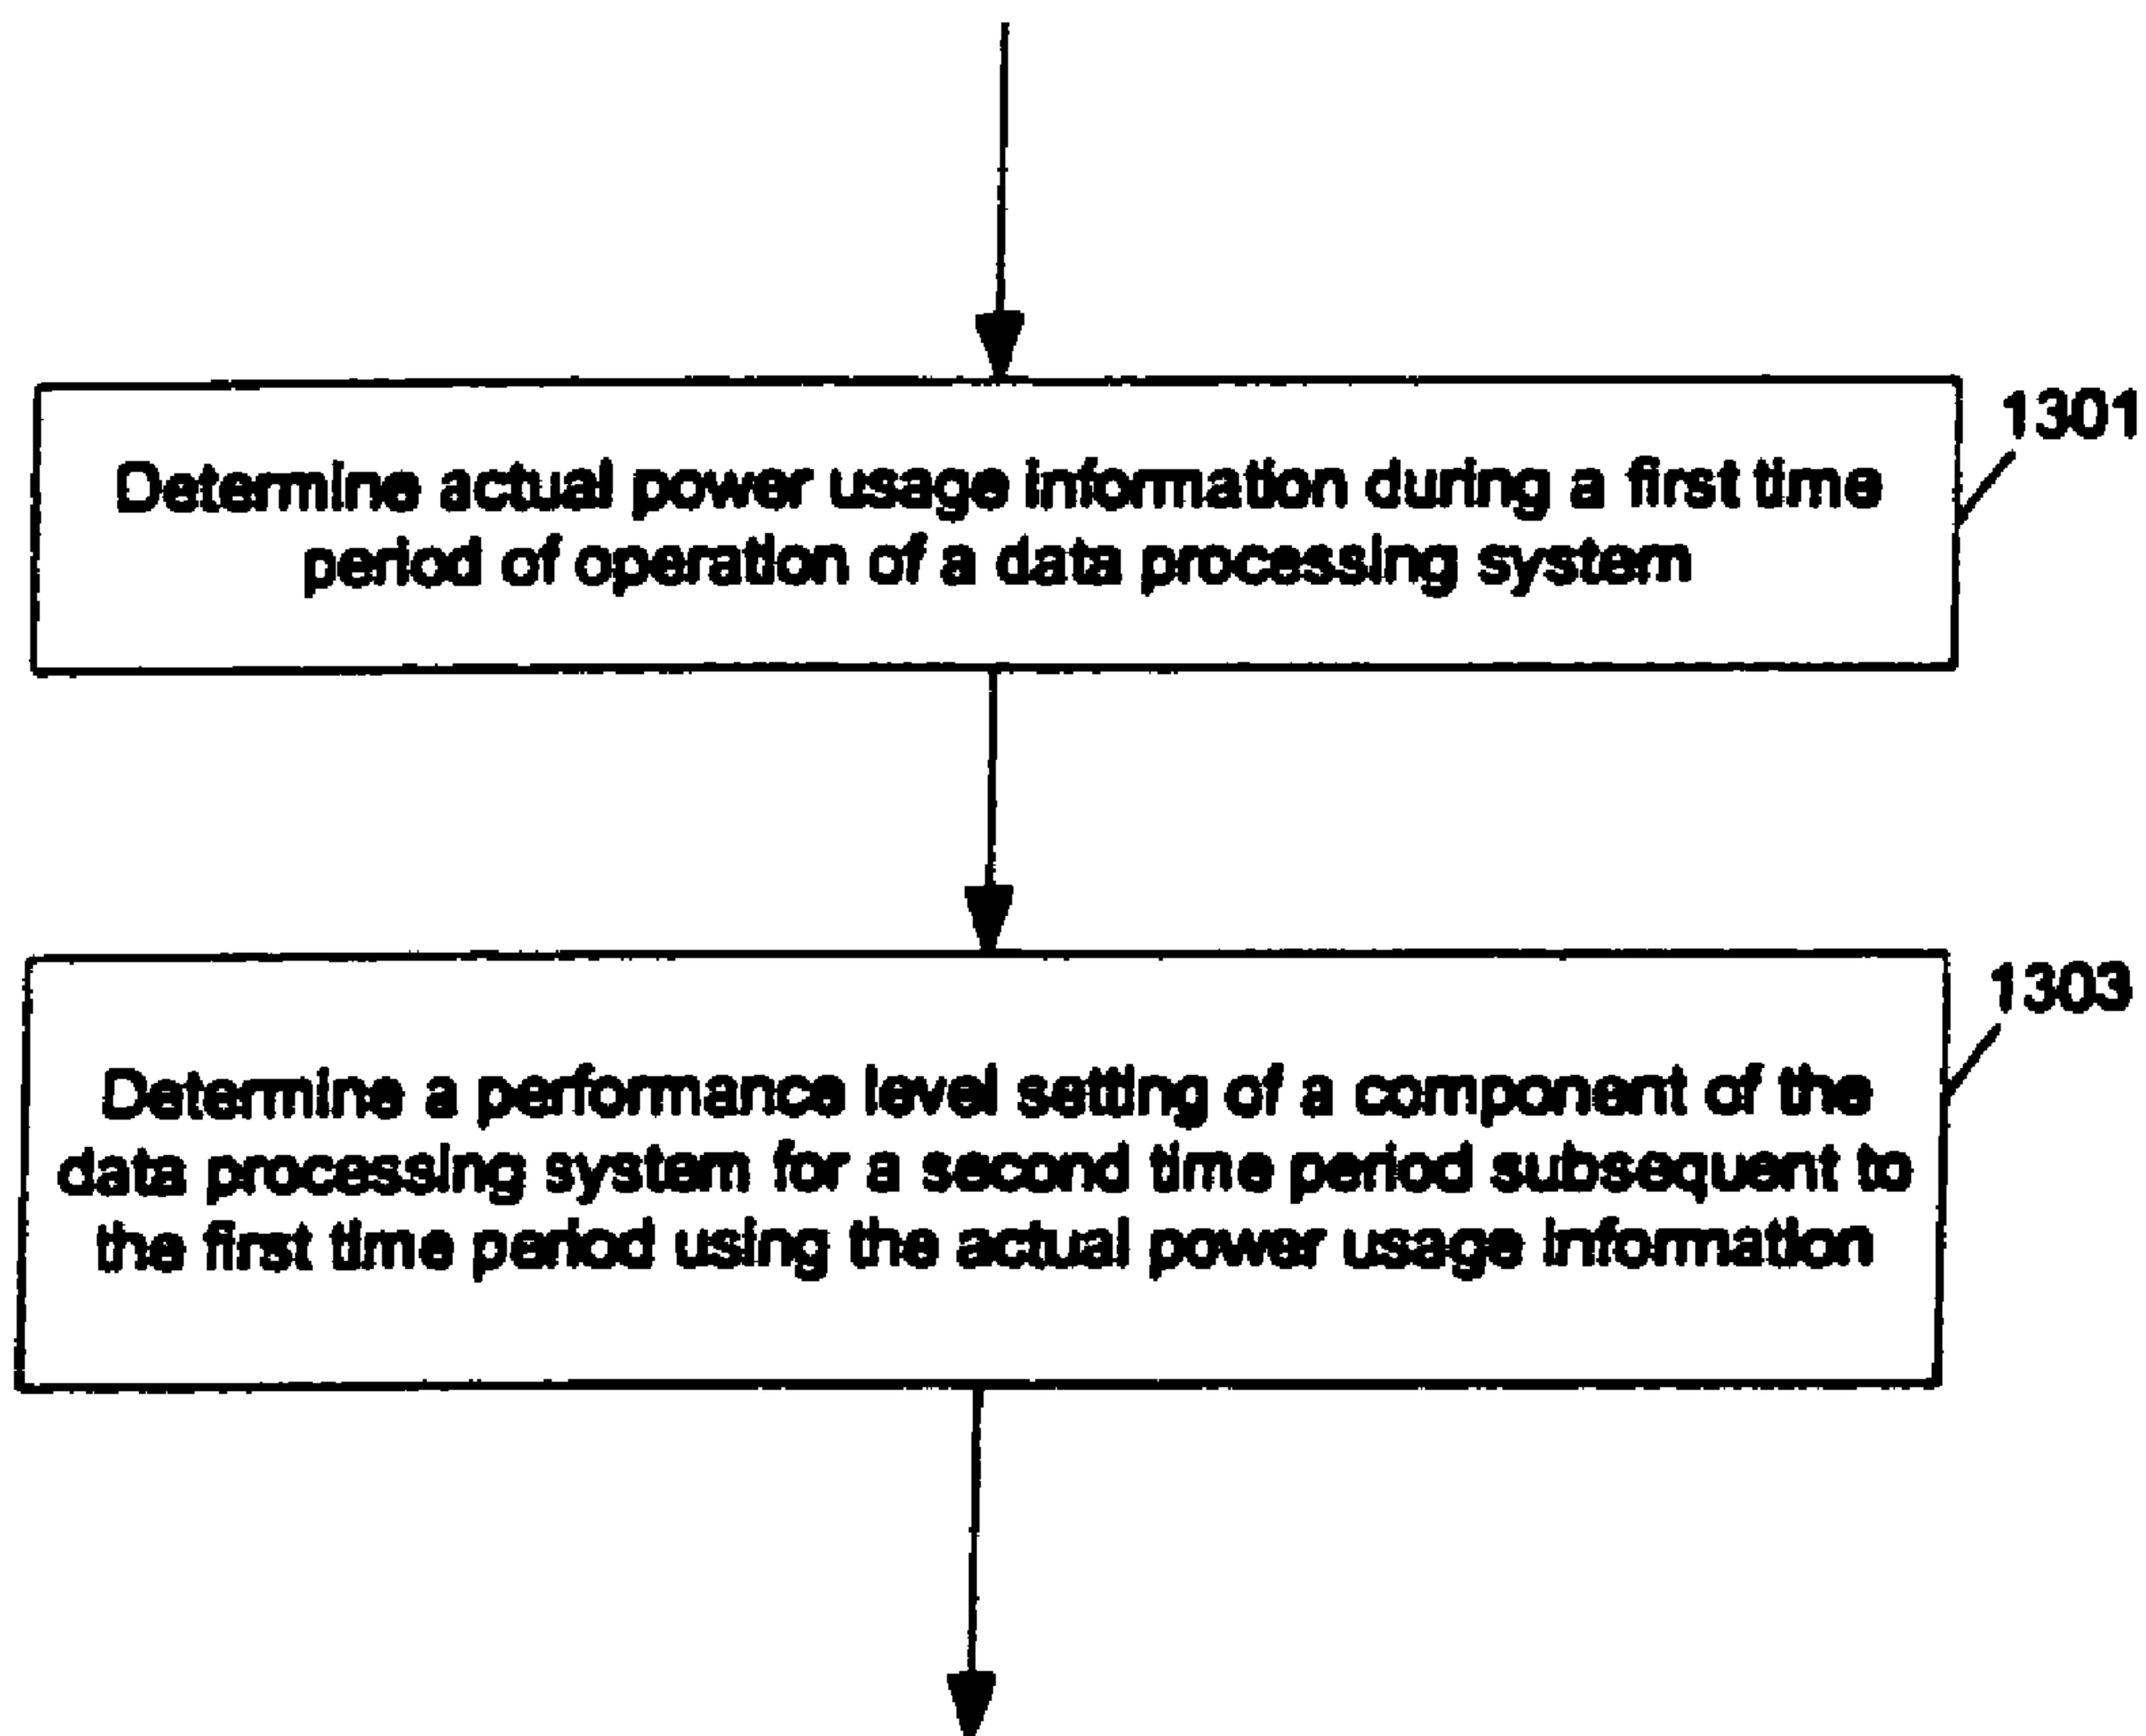 1301
Determine actual power usage information during a first time
period of operation of a data processing system
1303
Determine a performance level setting of a component of the
data processing system for a second time period subsequent to
the first time period using the actual power usage information